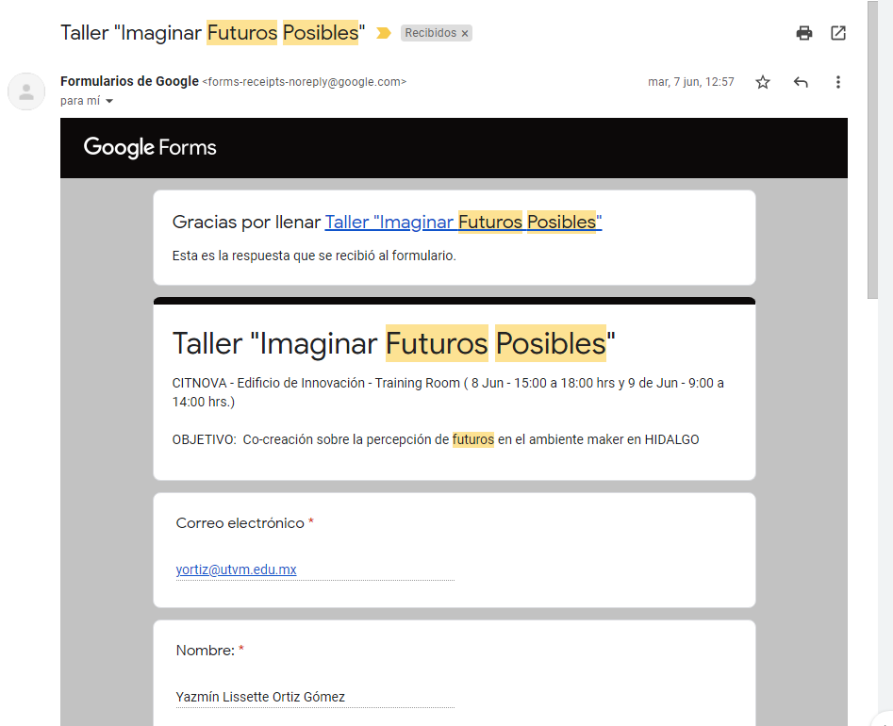 Taller "Imaginar Futuros Posibles" Recibidos x
Formularios de Google <forms-receipts-noreply@google.com> mar, 7 jun, 12:57
para mí
Google Forms
Gracias por llenar Taller "Imaginar Futuros Posibles"
Esta es la respuesta que se recibió al formulario.
Taller "Imaginar Futuros Posibles"
CITNOVA - Edificio de Innovación - Training Room ( 8 Jun - 15:00 a 18:00 hrs y 9 de Jun - 9:00 a
14:00 hrs.)
OBJETIVO: Co-creación sobre la percepción de futuros en el ambiente maker en HIDALGO
Correo electrónico *
yortiz@utvm.edu.mx
Nombre: *
Yazmín Lissette Ortiz Gómez